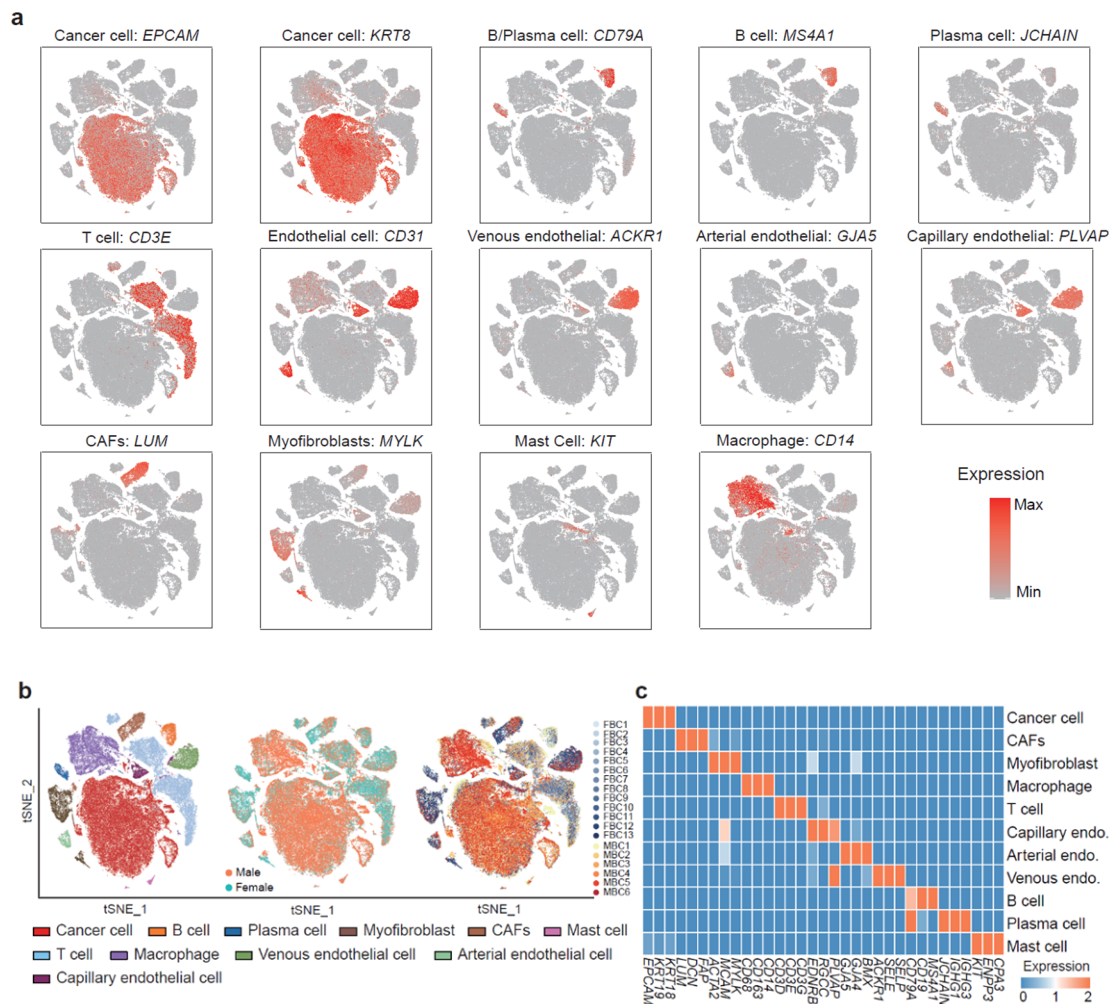 a
Cancer cell: EPCAM
Cancer cell: KRT8
B/Plasma cell: CD79A
B cell: MS4A1
Plasma cell: JCHAIN
T cell: CD3E
Endothelial cell: CD31
Venous endothelial: ACKR1
Arterial endothelial: GJA5
Capillary endothelial: PLVAP
CAFs: LUM
Myofibroblasts: MYLK
Mast Cell: KIT
Macrophage: CD14
Expression
Max
Min
b
tSNE_2
tSNE_1
Male
Female
tSNE_1
tSNE_1
FBC1
FBC2
FBC3
FBC4
FBC5
FBC6
FBC7
FBC8
FBC9
FBC10
FBC11
FBC12
FBC13
MBC1
MBC2
MBC3
MBC4
MBC5
MBC6
Cancer cell
B cell
Plasma cell
Myofibroblast
CAFs
Mast cell
T cell
Macrophage
Venous endothelial cell
Arterial endothelial cell
Capillary endothelial cell
c
Cancer cell
CAFs
Myofibroblast
Macrophage
T cell
Capillary endo.
Arterial endo.
Venous endo.
B cell
Plasma cell
Mast cell
EPCAM
KRT19
KRT18
LUM
DCN
FAP
ACTA2
MCAM
MYLK
CD68
CD163
CD14
CD3D
CD3E
CD3G
EDNRB
RGCC
PLVAP
GJA5
GJA4
BMX
ACKR1
SELE
SELP
CD79A
CD19
MS4A1
JCHAIN
IGHG1
IGHG3
KIT
ENPP3
CPA3
Expression
0
1
2